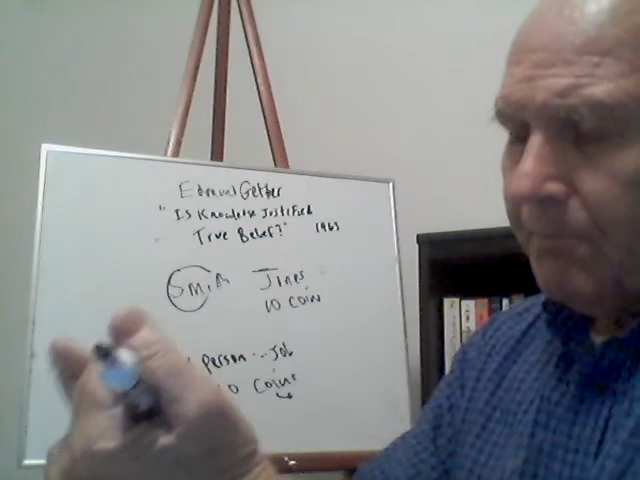 Edmund Gettier
"Is Knowledge Justified
True Belief?" 1963
Smith Jones
10 coin
person ... Job
10 coins